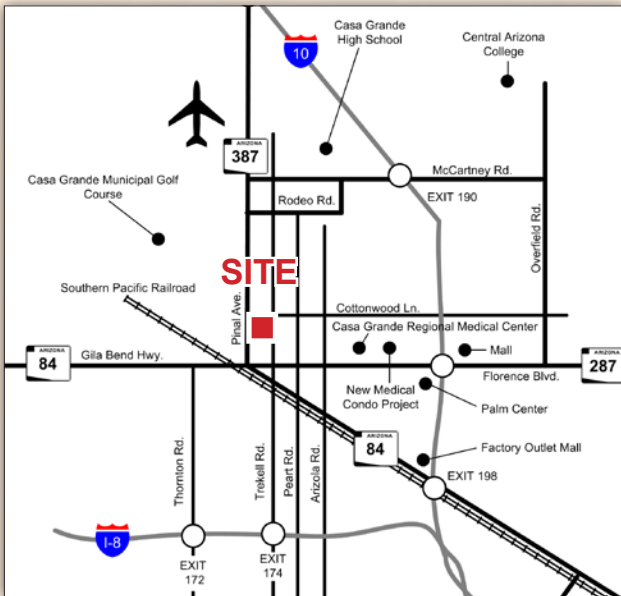 Casa Grande
High School
Central Arizona
College
10
ARIZONA
387
McCartney Rd.
Casa Grande Municipal Golf
Course
EXIT 190
Rodeo Rd.
Overfield Rd.
SITE
Southern Pacific Railroad
Pinal Ave.
Cottonwood Ln.
Casa Grande Regional Medical Center
Mall
ARIZONA
84
Gila Bend Hwy.
Florence Blvd.
ARIZONA
287
New Medical
Condo Project
Palm Center
ARIZONA
84
Factory Outlet Mall
Thornton Rd.
Trekell Rd.
Peart Rd.
Arizola Rd.
EXIT 198
I-8
EXIT
172
EXIT
174